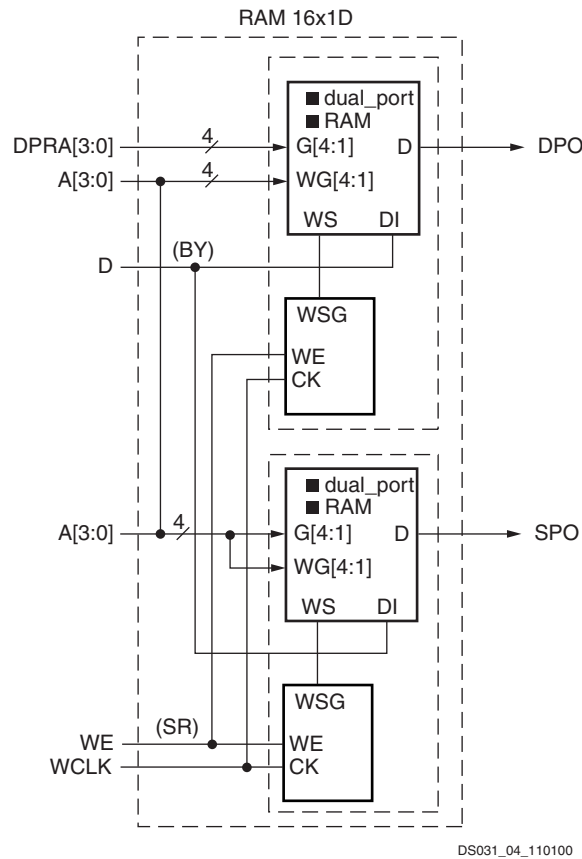 RAM 16x1D
dual_port
RAM
DPRA[3:0] 4 G[4:1] D DPO
A[3:0] 4 WG[4:1]
WS DI
D (BY)
WSG
WE
CK
dual_port
RAM
A[3:0] 4 G[4:1] D SPO
WG[4:1]
WS DI
WSG
WE (SR) WE
WCLK CK
DS031_04_110100